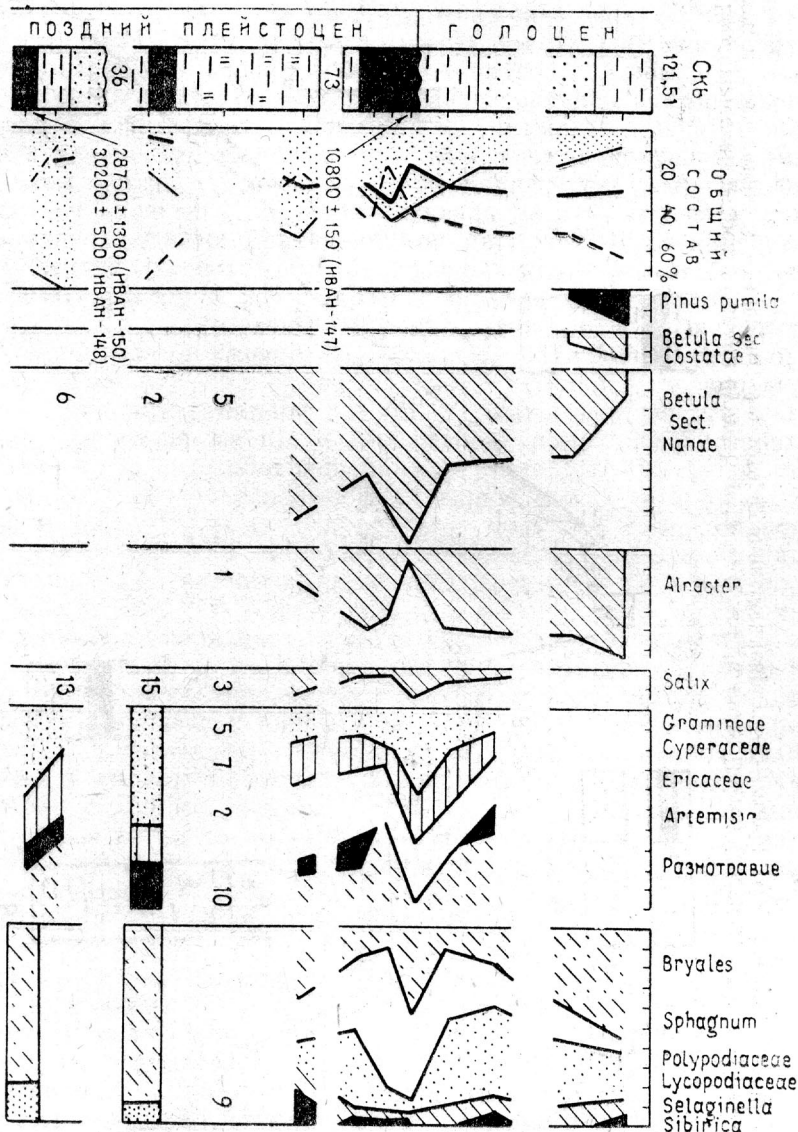 ПОЗДНИЙ ПЛЕЙСТОЦЕН
ГОЛОЦЕН
36
73
Скб
121,51
28750 ± 1380 (ИВАН-150)
30200 ± 500 (ИВАН-148)
10800 ± 150 (ИВАН-147)
ОБЩИЙ
СОСТАВ
20 40 60%
Pinus pumila
Betula Sec
Costatae
6 2 5
Betula
Sect.
Nanae
1
Alnaster
13 15 3
Salix
5
Gramineae
7
Cyperaceae
Ericaceae
2
Artemisia
10
Разнотравие
Bryales
Sphagnum
Polypodiaceae
Lycopodiaceae
9
Selaginella
Sibirica